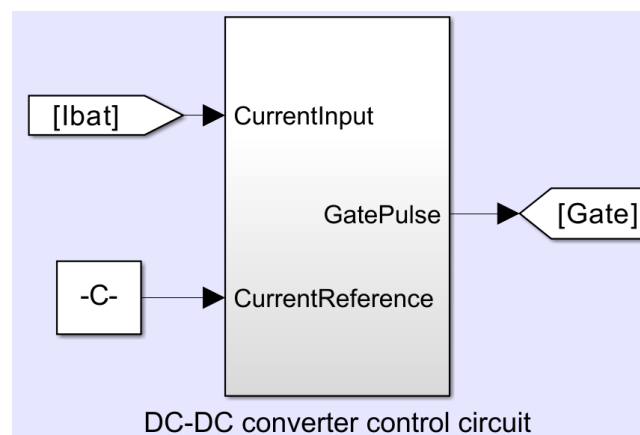 [Ibat]
CurrentInput
GatePulse
[Gate]
-C-
CurrentReference
DC-DC converter control circuit